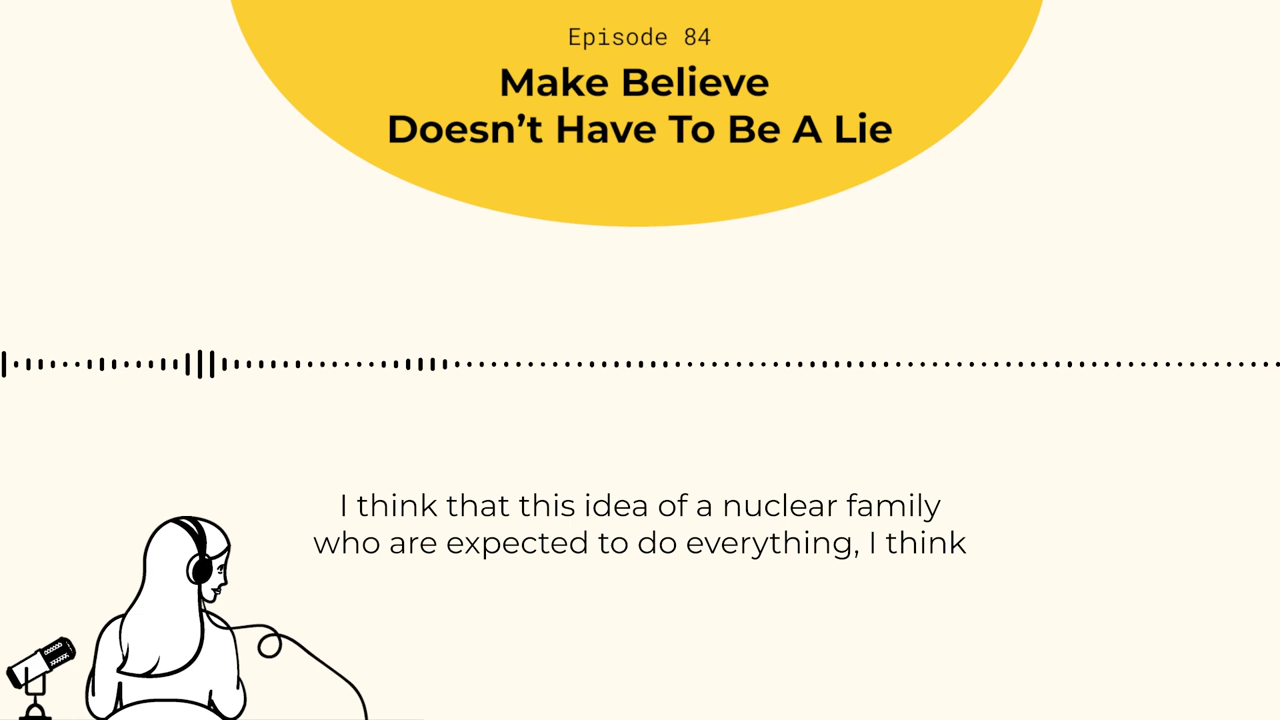 Episode 84
Make Believe
Doesn’t Have To Be A Lie
I think that this idea of a nuclear family
who are expected to do everything, I think